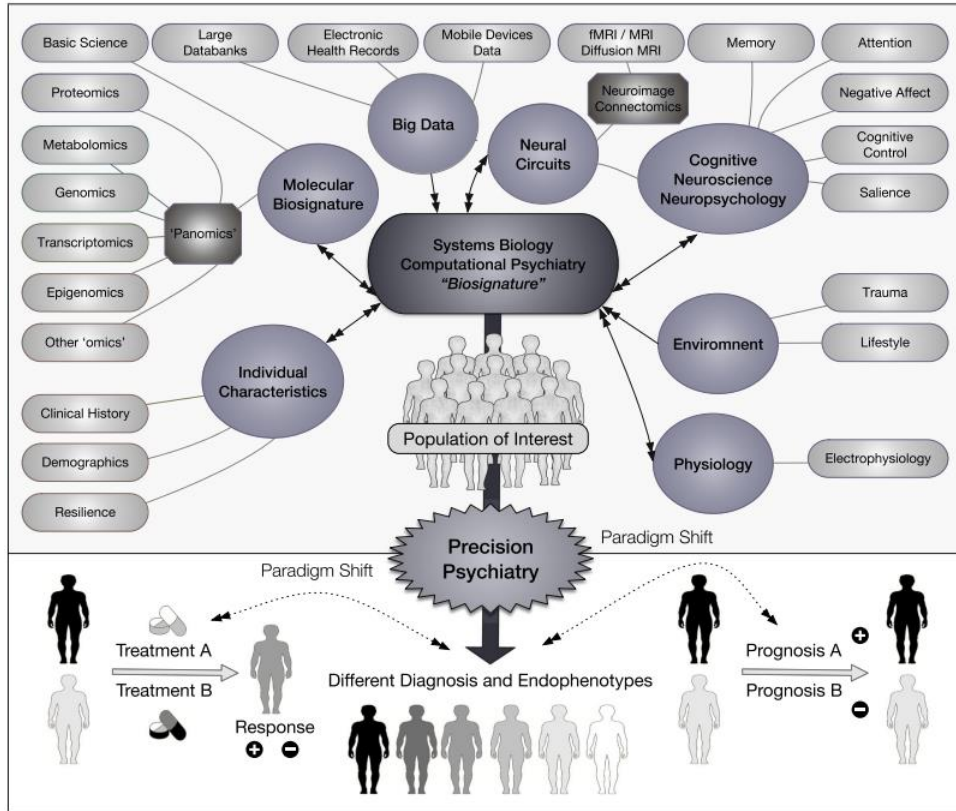 Basic Science
Large
Databanks
Electronic
Health Records
Mobile Devices
Data
fMRI / MRI
Diffusion MRI
Memory
Attention
Proteomics
Metabolomics
Genomics
Transcriptomics
Epigenomics
Other 'omics'
'Panomics'
Molecular
Biosignature
Big Data
Neural
Circuits
Neuroimage
Connectomics
Cognitive
Neuroscience
Neuropsychology
Negative Affect
Cognitive
Control
Salience
Systems Biology
Computational Psychiatry
"Biosignature"
Individual
Characteristics
Clinical History
Demographics
Resilience
Enviromnent
Trauma
Lifestyle
Physiology
Electrophysiology
Population of Interest
Precision
Psychiatry
Paradigm Shift
Paradigm Shift
Treatment A
Treatment B
Response
+ −
Different Diagnosis and Endophenotypes
Prognosis A +
Prognosis B −